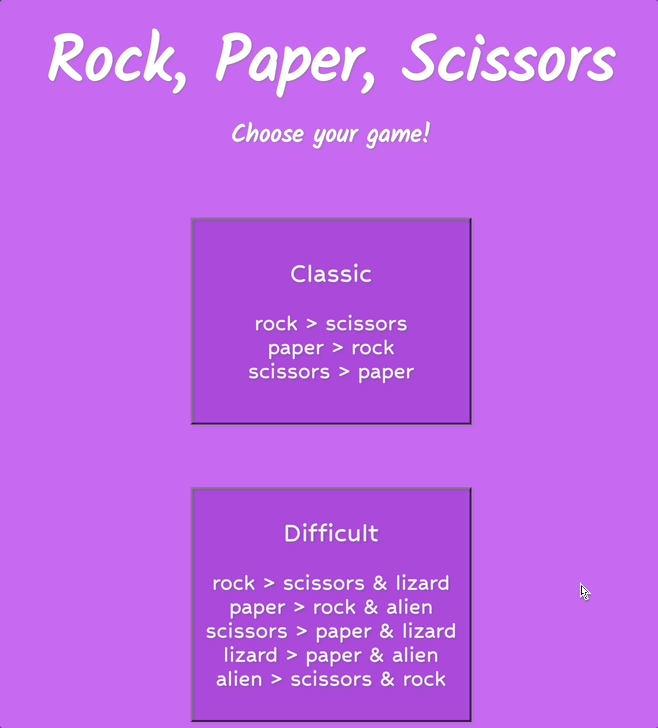 Rock, Paper, Scissors
Choose your game!
Classic
rock > scissors
paper > rock
scissors > paper
Difficult
rock > scissors & lizard
paper > rock & alien
scissors > paper & lizard
lizard > paper & alien
alien > scissors & rock